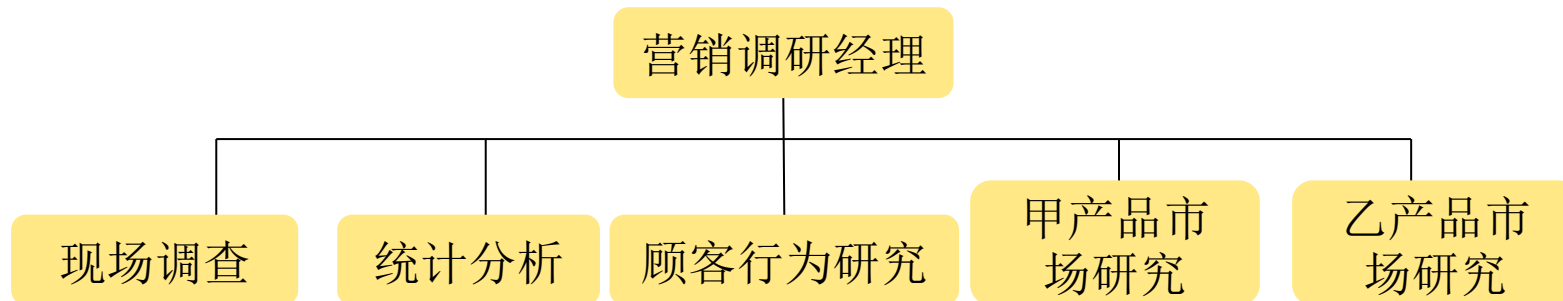 营销调研经理
现场调查
统计分析
顾客行为研究
甲产品市
场研究
乙产品市
场研究